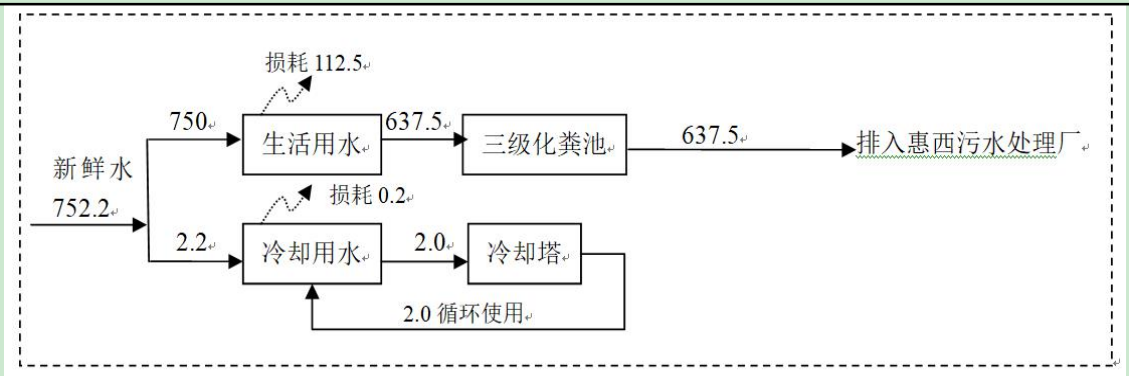 损耗 112.5
750
生活用水
637.5
三级化粪池
637.5
排入惠西污水处理厂
新鲜水
752.2
损耗 0.2
2.2
冷却用水
2.0
冷却塔
2.0 循环使用